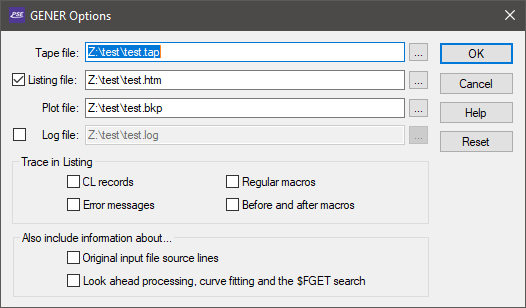 PSE GENER Options
Tape file: Z:\test\test.tap ... OK
Listing file: Z:\test\test.htm ... Cancel
Plot file: Z:\test\test.bkp ... Help
Log file: Z:\test\test.log ... Reset
Trace in Listing
CL records Regular macros
Error messages Before and after macros
Also include information about...
Original input file source lines
Look ahead processing, curve fitting and the $FGET search